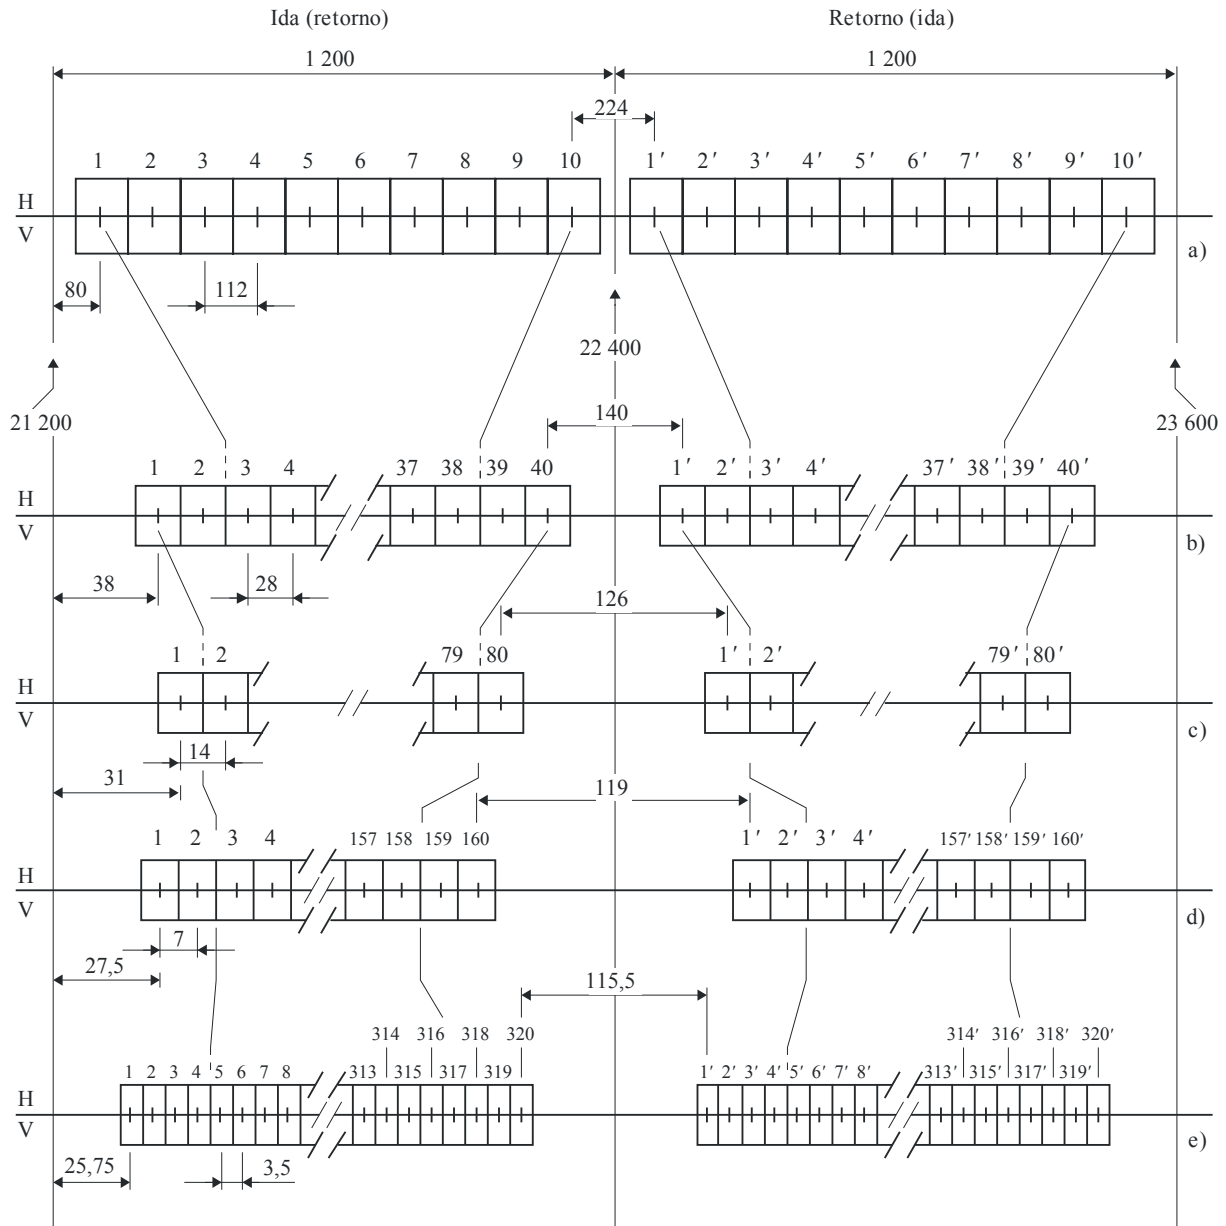 Ida (retorno) Retorno (ida)
1 200 1 200
224
1 2 3 4 5 6 7 8 9 10 1′ 2′ 3′ 4′ 5′ 6′ 7′ 8′ 9′ 10′
H
V a)
80 112
22 400
21 200 140 23 600
1 2 3 4 37 38 39 40 1′ 2′ 3′ 4′ 37′ 38′ 39′ 40′
H
V b)
38 28 126
1 2 79 80 1′ 2′ 79′ 80′
H
V c)
14
31 119
1 2 3 4 157 158 159 160 1′ 2′ 3′ 4′ 157′ 158′ 159′ 160′
H
V d)
7
27,5 115,5
314 316 318 320 314′ 316′ 318′ 320′
1 2 3 4 5 6 7 8 313 315 317 319 1′ 2′ 3′ 4′ 5′ 6′ 7′ 8′ 313′ 315′ 317′ 319′
H
V e)
25,75 3,5